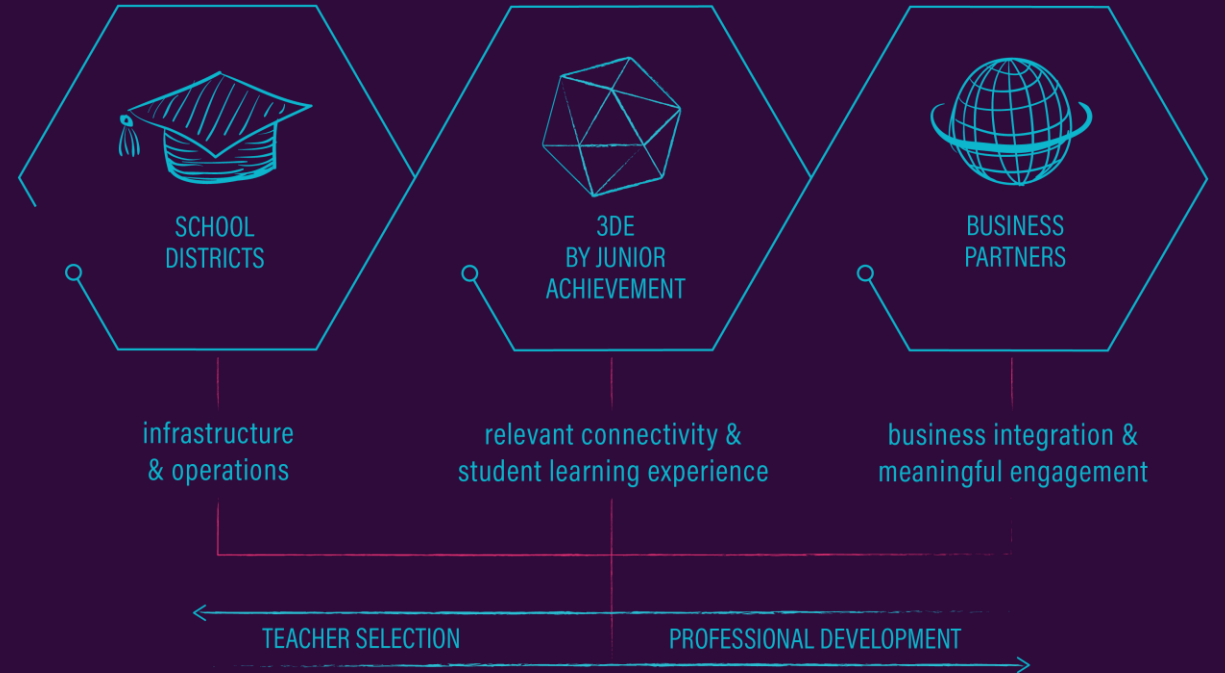 SCHOOL
DISTRICTS
3DE
BY JUNIOR
ACHIEVEMENT
BUSINESS
PARTNERS
infrastructure
& operations
relevant connectivity &
student learning experience
business integration &
meaningful engagement
TEACHER SELECTION
PROFESSIONAL DEVELOPMENT